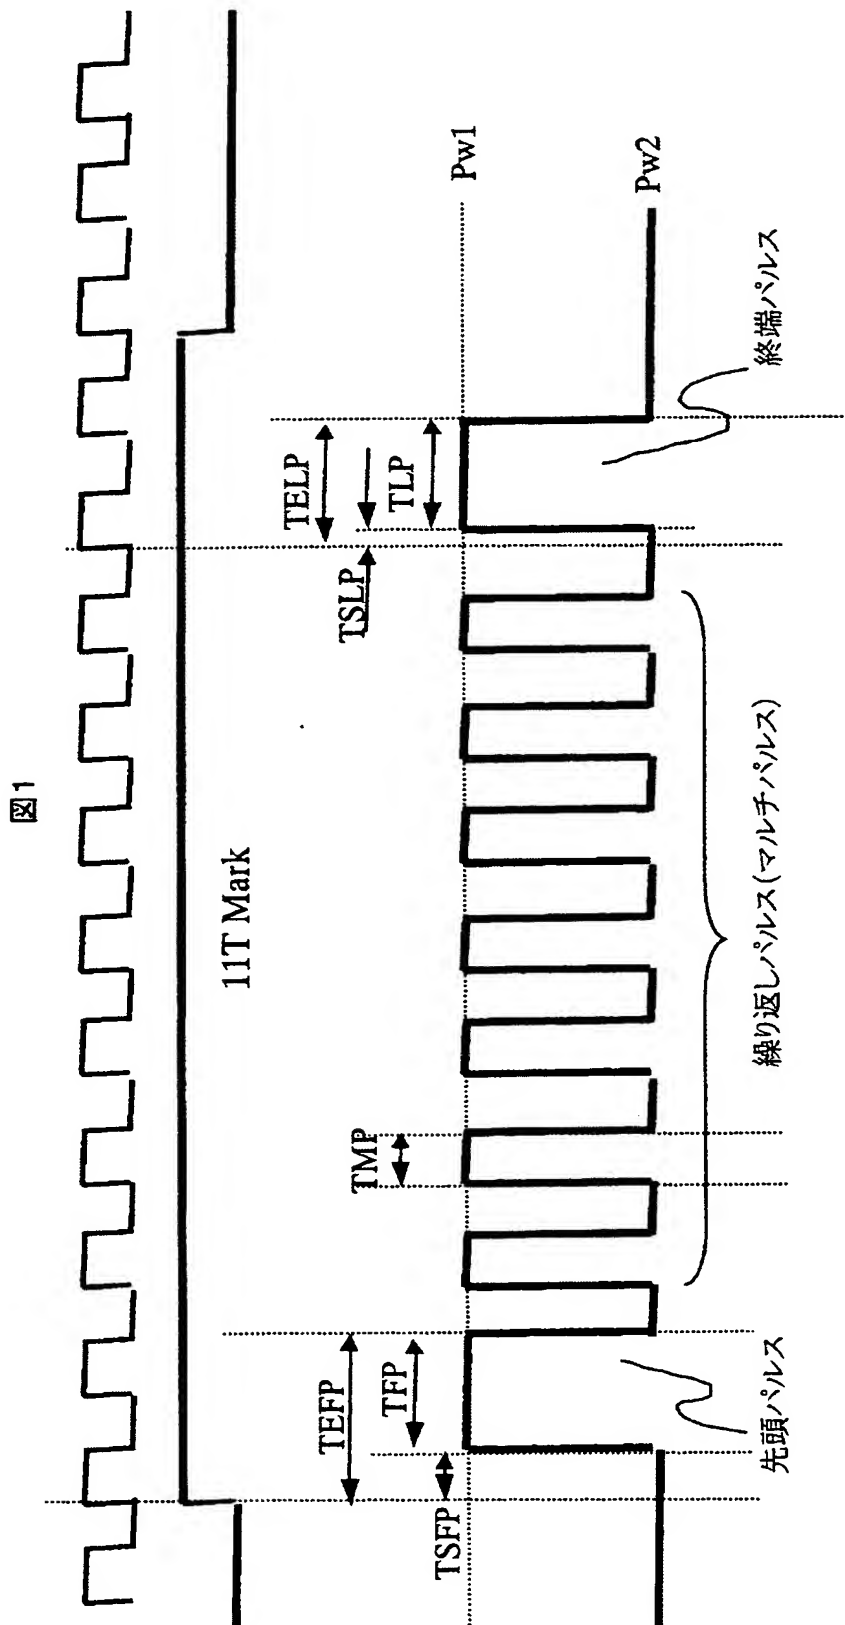 図1
11T Mark
TSFP
TEFP
TFP
TMP
TSLP
TELP
TLP
Pw1
Pw2
先頭パルス
繰り返しパルス(マルチパルス)
終端パルス